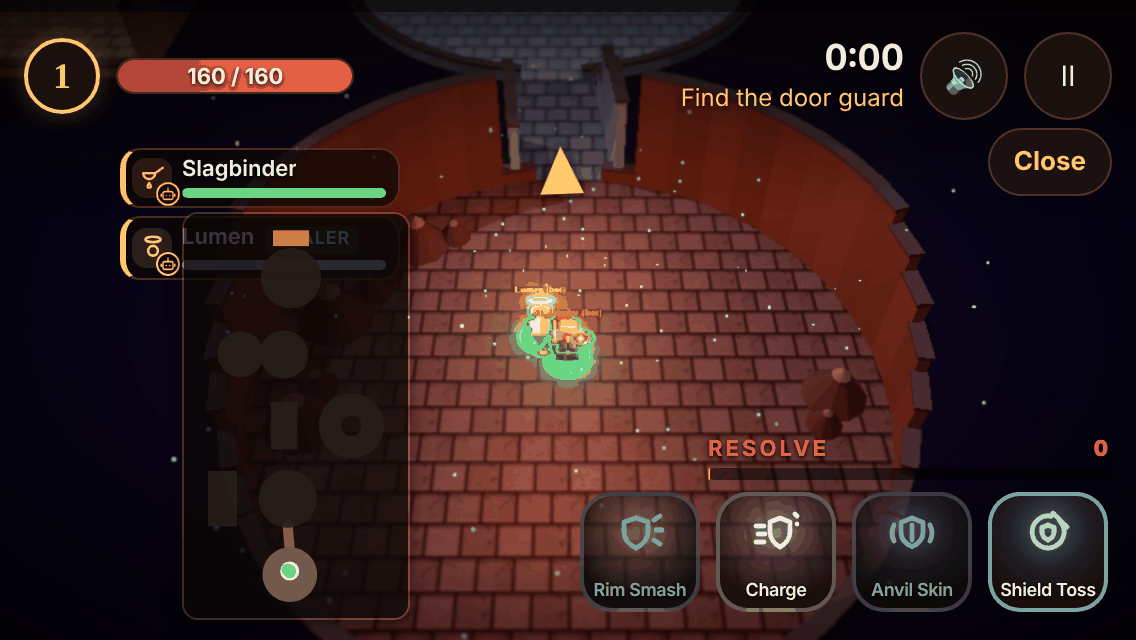 1
160 / 160
0:00
Find the door guard
Close
Slagbinder
Lumen
LER
RESOLVE
0
Rim Smash
Charge
Anvil Skin
Shield Toss